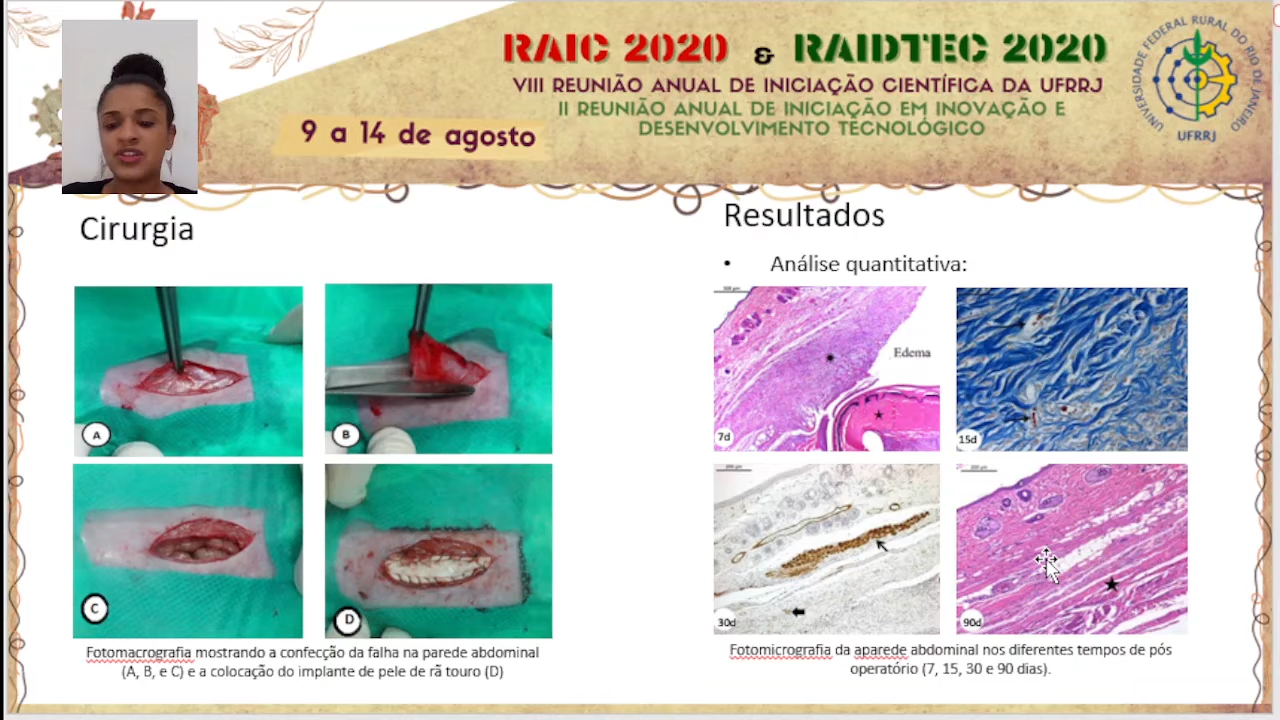 RAIC 2020 & RAIDTEC 2020
VIII REUNIÃO ANUAL DE INICIAÇÃO CIENTÍFICA DA UFRRJ
II REUNIÃO ANUAL DE INICIAÇÃO EM INOVAÇÃO E
DESENVOLVIMENTO TECNOLÓGICO
9 a 14 de agosto
UNIVERSIDADE FEDERAL RURAL DO RIO DE JANEIRO
UFRRJ
Cirurgia
A
B
C
D
Fotomacrografia mostrando a confecção da falha na parede abdominal
(A, B, e C) e a colocação do implante de pele de rã touro (D)
Resultados
• Análise quantitativa:
Edema
7d
15d
30d
90d
Fotomicrografia da aparede abdominal nos diferentes tempos de pós
operatório (7, 15, 30 e 90 dias).